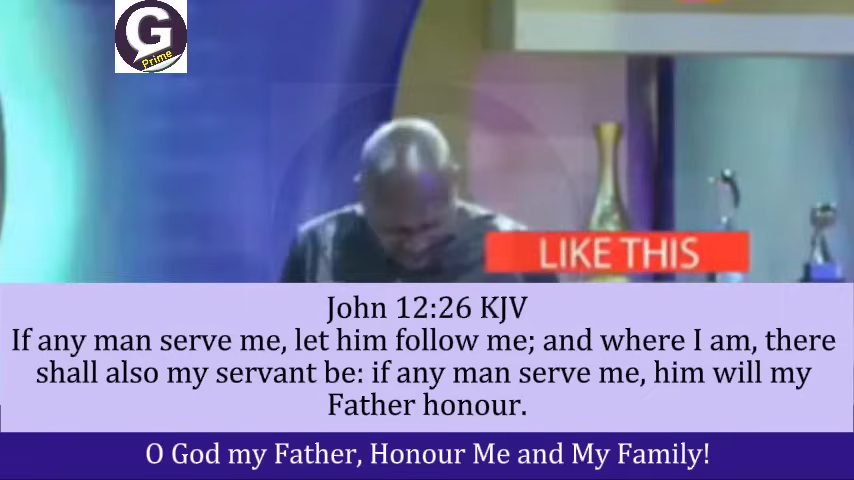 G
Prime
LIKE THIS
John 12:26 KJV
If any man serve me, let him follow me; and where I am, there
shall also my servant be: if any man serve me, him will my
Father honour.
O God my Father, Honour Me and My Family!